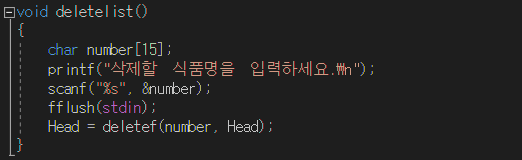 void deletelist()
{
char number[15];
printf("삭제할 식품명을 입력하세요.₩n");
scanf("%s", &number);
fflush(stdin);
Head = deletef(number, Head);
}